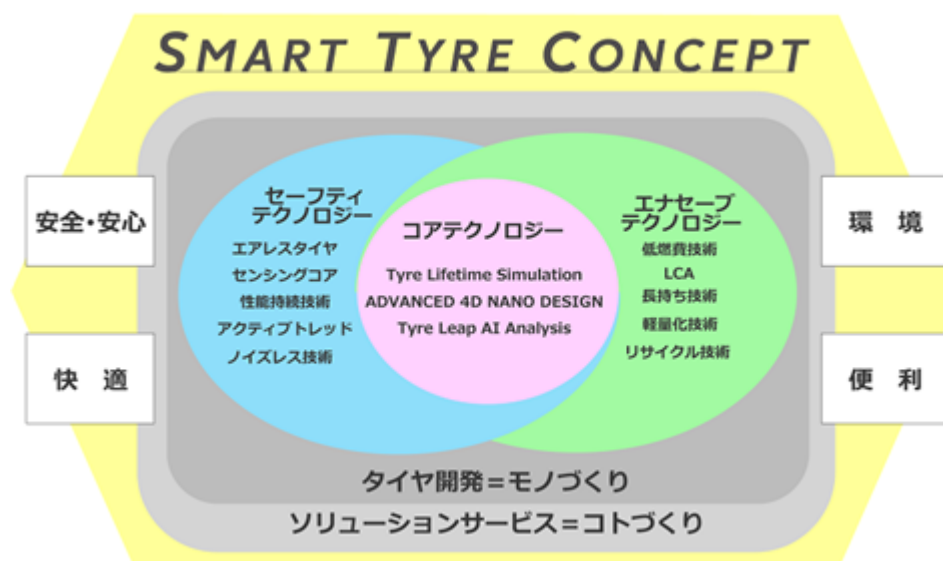 SMART TYRE CONCEPT
安全・安心
快 適
環 境
便 利
セーフティ
テクノロジー
エアレスタイヤ
センシングコア
性能持続技術
アクティブトレッド
ノイズレス技術
コアテクノロジー
Tyre Lifetime Simulation
ADVANCED 4D NANO DESIGN
Tyre Leap AI Analysis
エナセーブ
テクノロジー
低燃費技術
LCA
長持ち技術
軽量化技術
リサイクル技術
タイヤ開発＝モノづくり
ソリューションサービス＝コトづくり